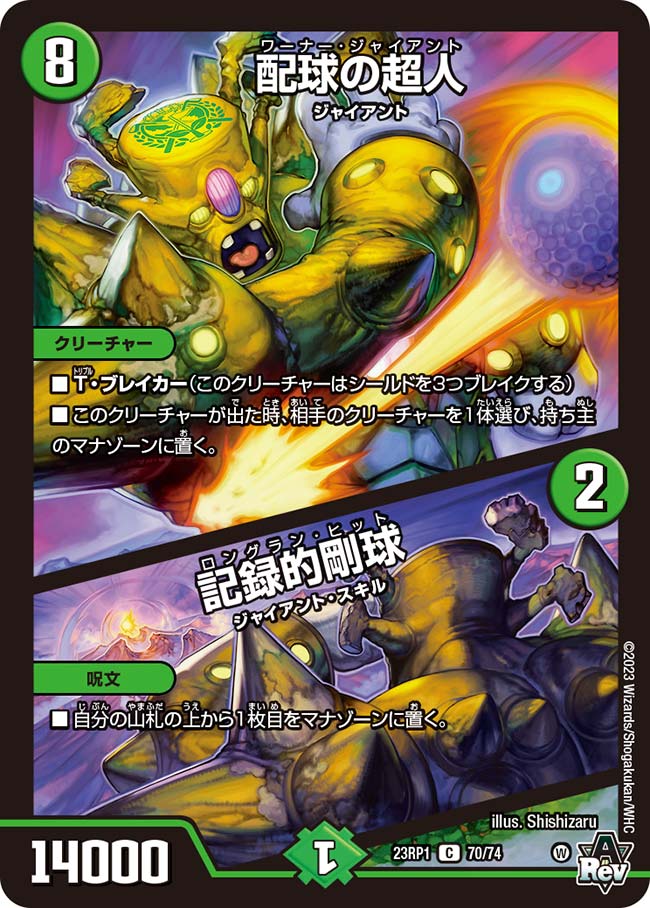 8
ワーナー・ジャイアント
配球の超人
ジャイアント
クリーチャー
■T・ブレイカー(このクリーチャーはシールドを3つブレイクする)
■このクリーチャーが出た時、相手のクリーチャーを1体選び、持ち主
のマナゾーンに置く。
2
ロングラン・ヒット
記録的剛球
ジャイアント・スキル
呪文
■自分の山札の上から1枚目をマナゾーンに置く。
©2023 Wizards/Shogakukan/WHC
illus. Shishizaru
14000
1
23RP1 C 70/74
W
A Rev